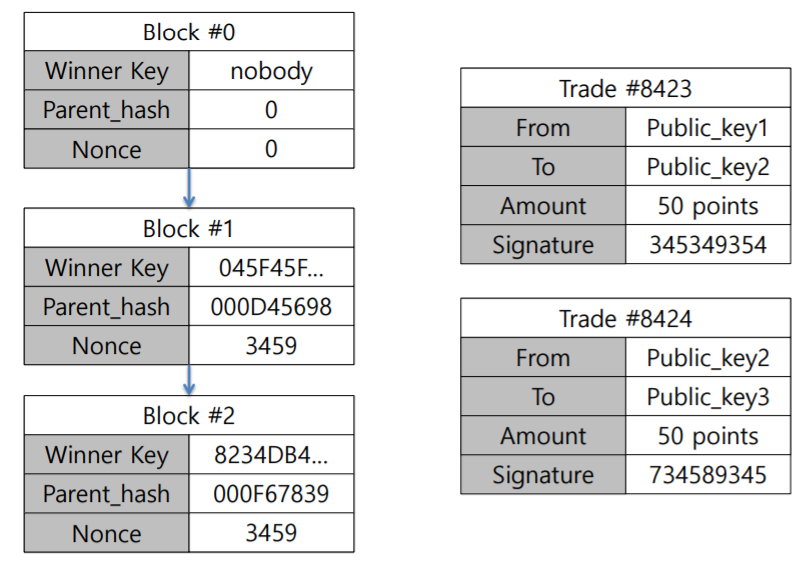 Block #0
Winner Key nobody
Parent_hash 0
Nonce 0
Block #1
Winner Key 045F45F...
Parent_hash 000D45698
Nonce 3459
Block #2
Winner Key 8234DB4...
Parent_hash 000F67839
Nonce 3459
Trade #8423
From Public_key1
To Public_key2
Amount 50 points
Signature 345349354
Trade #8424
From Public_key2
To Public_key3
Amount 50 points
Signature 734589345